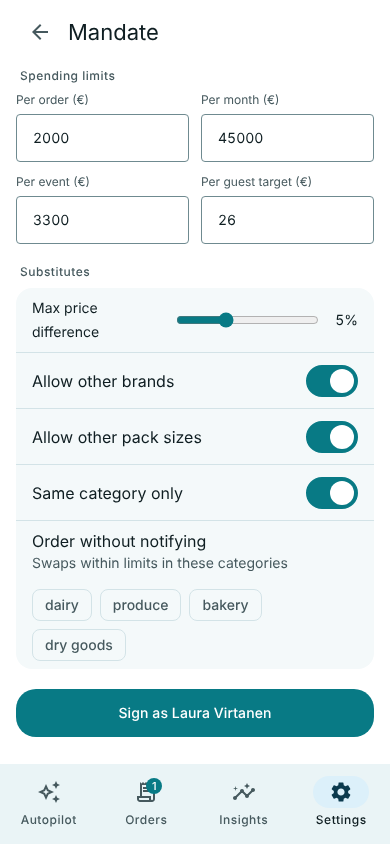 Mandate
Spending limits
Per order (€)
Per month (€)
2000
45000
Per event (€)
Per guest target (€)
3300
26
Substitutes
Max price
difference
5%
Allow other brands
Allow other pack sizes
Same category only
Order without notifying
Swaps within limits in these categories
dairy
produce
bakery
dry goods
Sign as Laura Virtanen
1
Autopilot
Orders
Insights
Settings